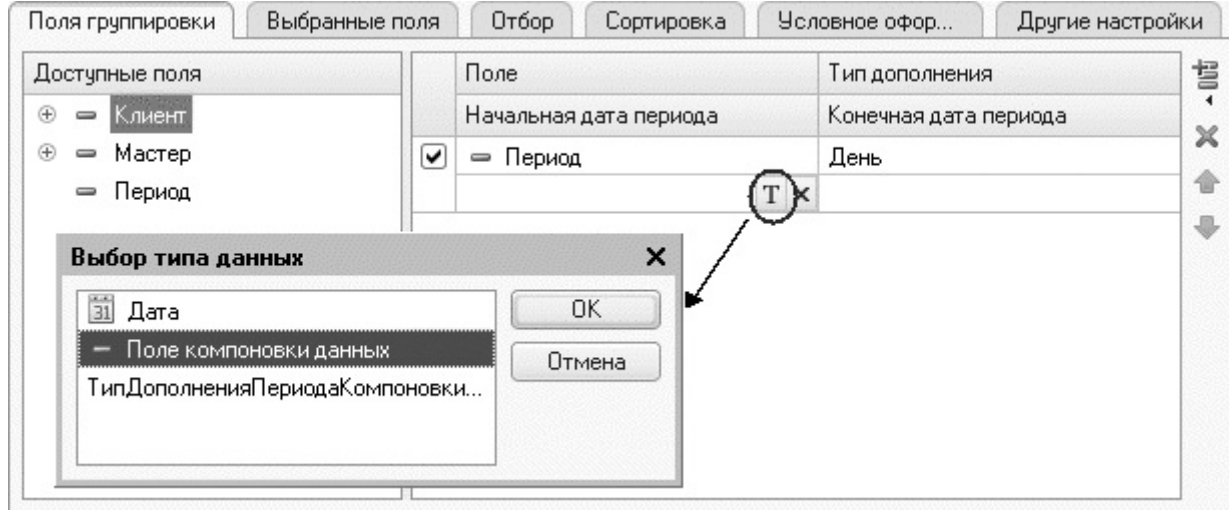 Поля группировки Выбранные поля Отбор Сортировка Условное офор... Другие настройки
Доступные поля
Клиент
Мастер
Период
Поле Тип дополнения
Начальная дата периода Конечная дата периода
Период День
T
Выбор типа данных
31 Дата
Поле компоновки данных
ТипДополненияПериодаКомпоновки...
OK
Отмена